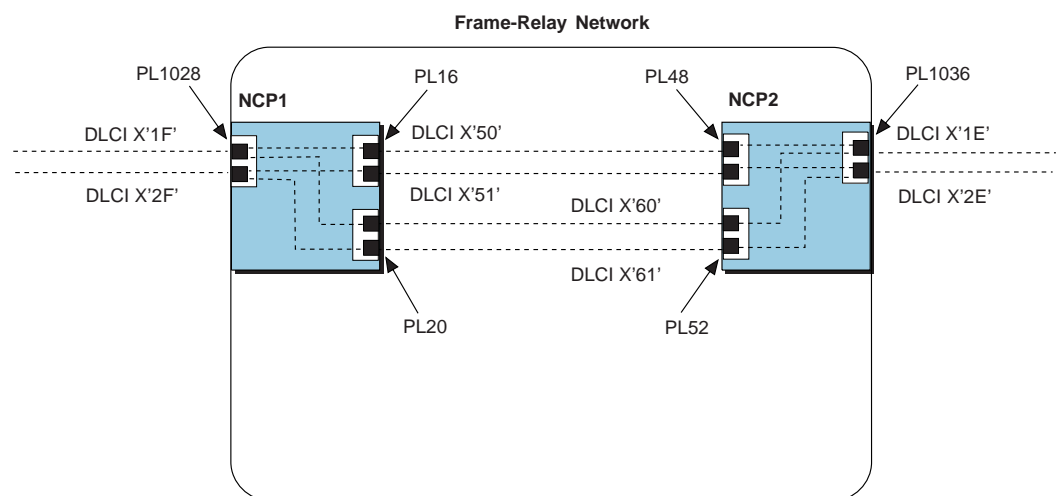 Frame-Relay Network
PL1028
PL16
PL48
PL1036
NCP1
NCP2
DLCI X'1F'
DLCI X'50'
DLCI X'1E'
DLCI X'2F'
DLCI X'51'
DLCI X'60'
DLCI X'2E'
DLCI X'61'
PL20
PL52